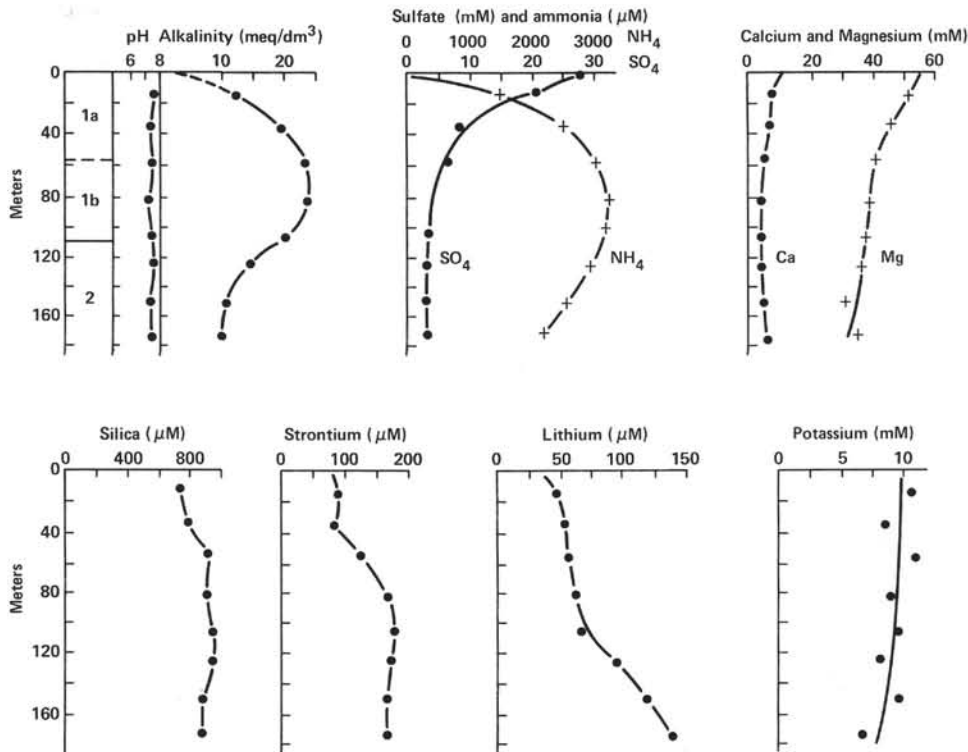 Sulfate (mM) and ammonia (μM)
pH Alkalinity (meq/dm³)
6 8 10 20
0 1000 2000 3000 NH₄
0 10 20 30 SO₄
Calcium and Magnesium (mM)
0 20 40 60
Meters
0
40
80
120
160
1a
1b
2
SO₄
NH₄
Ca
Mg
Silica (μM)
0 400 800
Strontium (μM)
0 100 200
Lithium (μM)
0 50 100 150
Potassium (mM)
0 5 10
Meters
0
40
80
120
160